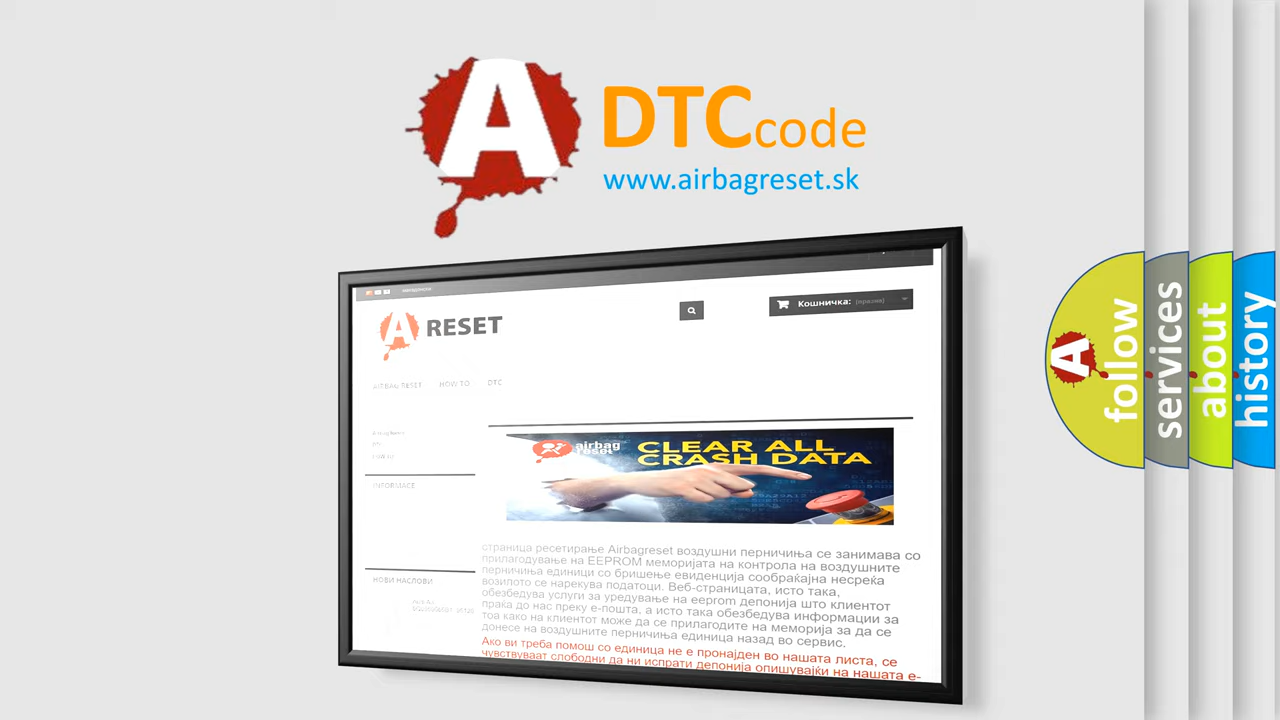 A DTC code
www.airbagreset.sk
A RESET
Кошничка: (празна)
AIRBAG RESET HOW TO DTC
INFORMACE
НОВИ НАСЛОВИ
airbag reset
CLEAR ALL
CRASH DATA
страница ресетирање Airbagreset воздушни перничиња се занимава со
прилагодување на EEPROM меморијата на контрола на воздушните
перничиња единици со бришење евиденција сообраќајна несреќа
возилото се нарекува податоци. Веб-страницата, исто така,
обезбедува услуги за уредување на eeprom депонија што клиентот
праќа до нас преку е-пошта, а исто така обезбедува информации за
тоа како на клиентот може да се прилагодите на меморија за да се
донесе на воздушните перничиња единица назад во сервис.
Ако ви треба помош со единица не е пронајден во нашата листа, се
чувствуваат слободни да ни испрати депонија опишувајќи на нашата е-
A follow
services
about
history